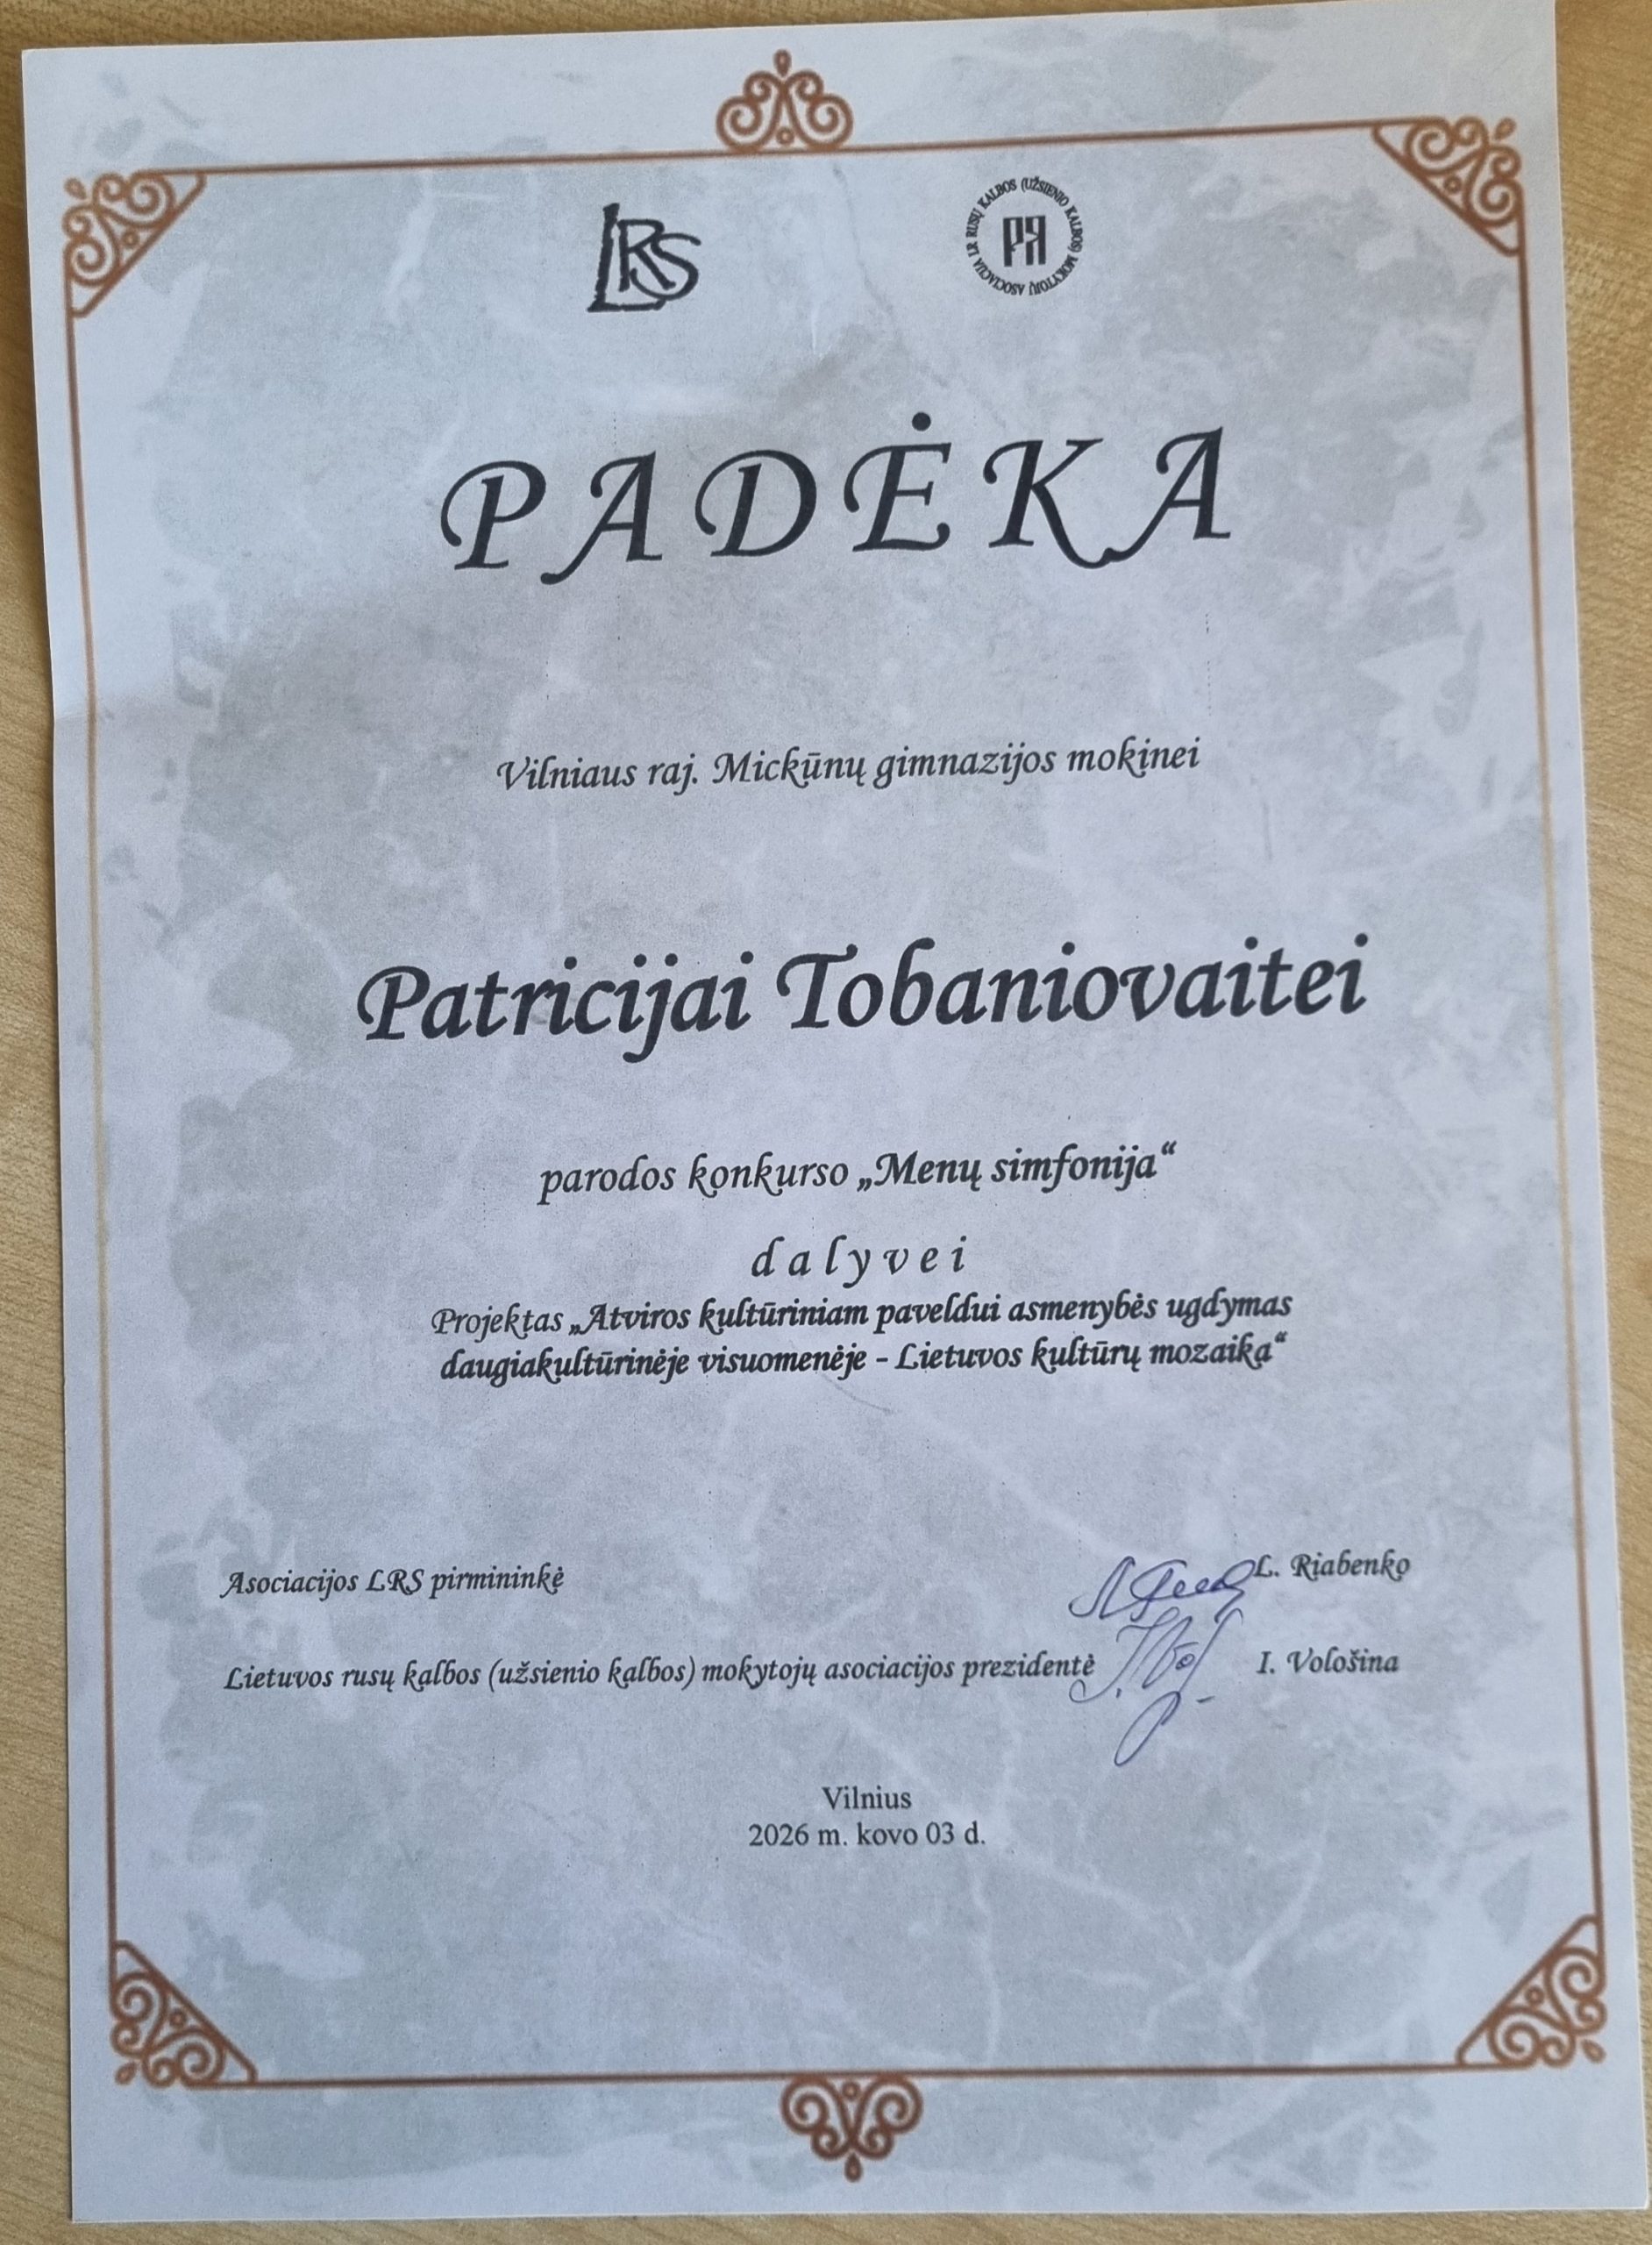 LRS
LR RUSŲ KALBOS (UŽSIENIO KALBOS) MOKYTOJŲ ASOCIACIJA
РЯ
PADĖKA
Vilniaus raj. Mickūnų gimnazijos mokinei
Patricijai Tobaniovaitei
parodos konkurso „Menų simfonija“
dalyvei
Projektas „Atviros kultūriniam paveldui asmenybės ugdymas
daugiakultūrinėje visuomenėje - Lietuvos kultūrų mozaika“
Asociacijos LRS pirmininkė L. Riabenko
Lietuvos rusų kalbos (užsienio kalbos) mokytojų asociacijos prezidentė I. Vološina
Vilnius
2026 m. kovo 03 d.